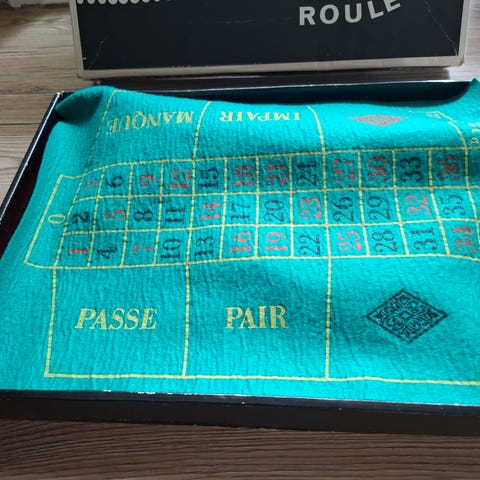 ROULE
MANQUE IMPAIR
3 6 9 12 15 18 21 24 27 30 33 36
0
2 5 8 11 14 17 20 23 26 29 32 35
1 4 7 10 13 16 19 22 25 28 31 34
PASSE PAIR